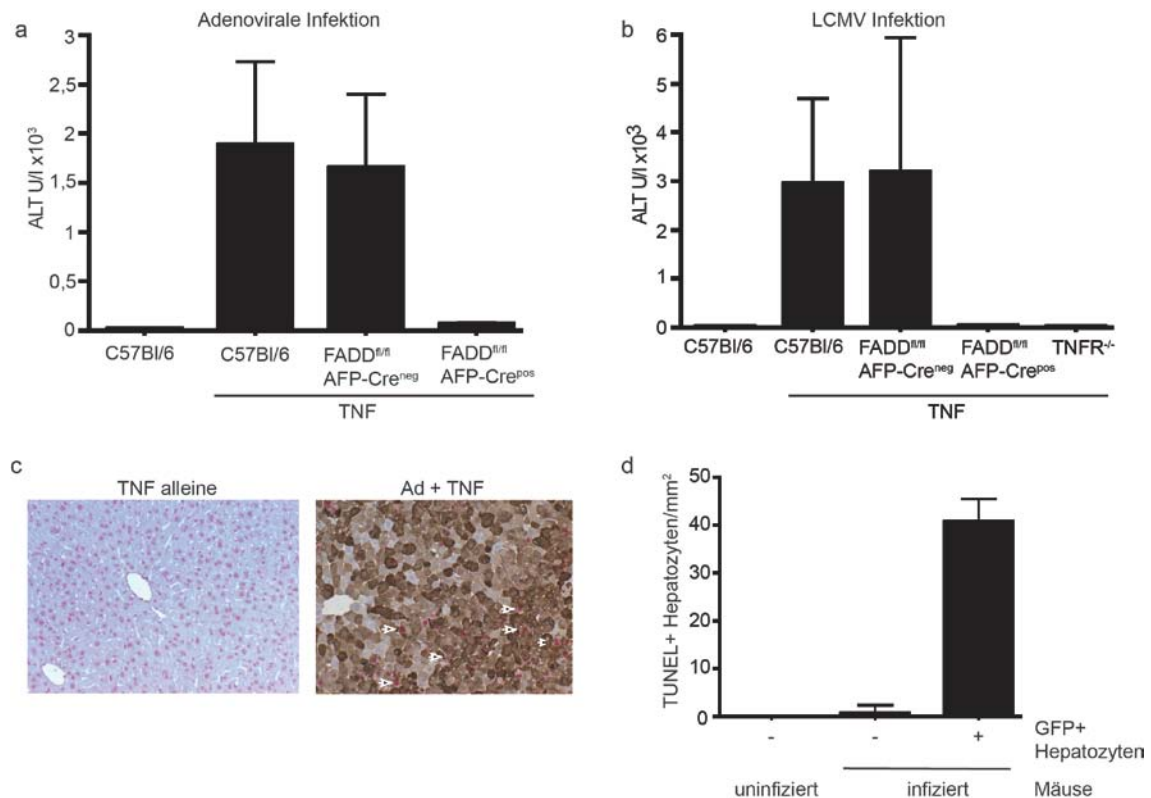 a
Adenovirale Infektion
ALT U/l x10³
3
2,5
2
1,5
1
0,5
0
C57Bl/6
C57Bl/6
FADDfl/fl
AFP-Creneg
FADDfl/fl
AFP-Crepos
TNF
b
LCMV Infektion
ALT U/l x10³
6
5
4
3
2
1
0
C57Bl/6
C57Bl/6
FADDfl/fl
AFP-Creneg
FADDfl/fl
AFP-Crepos
TNFR-/-
TNF
c
TNF alleine
Ad + TNF
d
TUNEL+ Hepatozyten/mm²
50
40
30
20
10
0
- - + GFP+
Hepatozyten
uninfiziert infiziert Mäuse